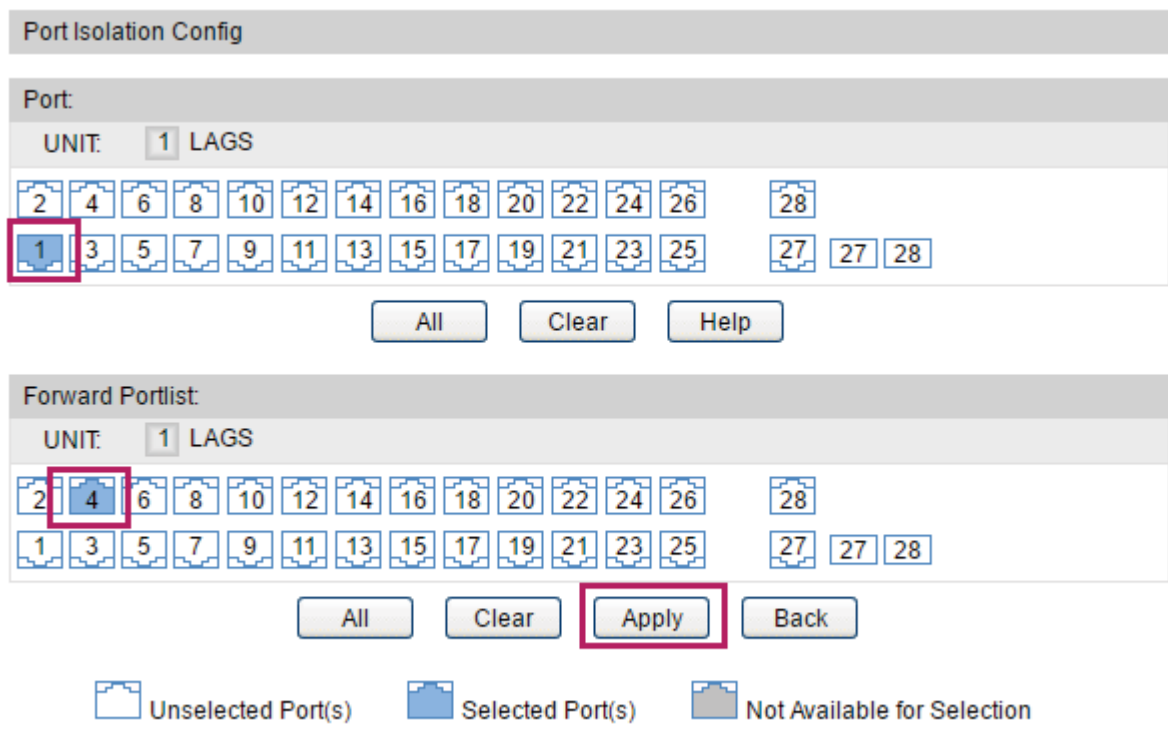 Port Isolation Config
Port:
UNIT: 1 LAGS
2 4 6 8 10 12 14 16 18 20 22 24 26 28
1 3 5 7 9 11 13 15 17 19 21 23 25 27 27 28
All Clear Help
Forward Portlist:
UNIT: 1 LAGS
2 4 6 8 10 12 14 16 18 20 22 24 26 28
1 3 5 7 9 11 13 15 17 19 21 23 25 27 27 28
All Clear Apply Back
Unselected Port(s) Selected Port(s) Not Available for Selection